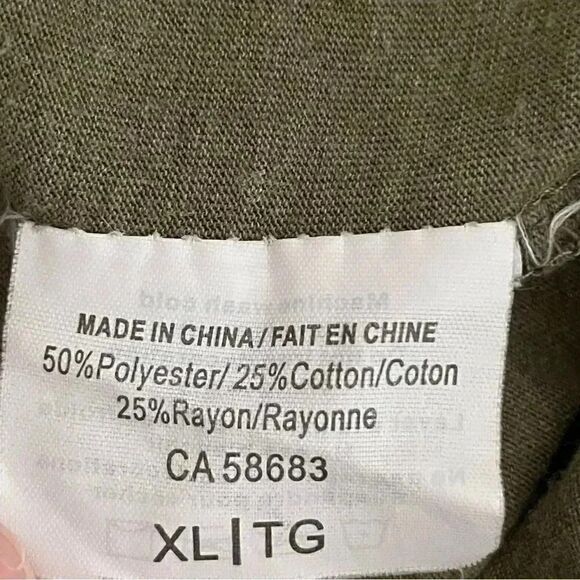 MADE IN CHINA/FAIT EN CHINE
50%Polyester/ 25%Cotton/Coton
25%Rayon/Rayonne
CA 58683
XL|TG